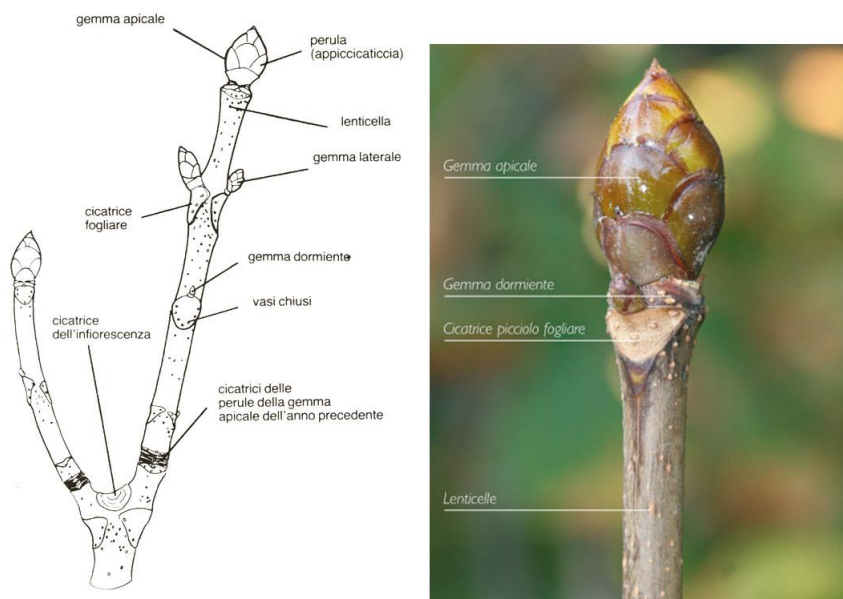 gemma apicale
perula
(appiccicaticcia)
lenticella
gemma laterale
cicatrice
fogliare
gemma dormiente
vasi chiusi
cicatrice
dell'infiorescenza
cicatrici delle
perule della gemma
apicale dell'anno precedente
Gemma apicale
Gemma dormiente
Cicatrice picciolo fogliare
Lenticelle